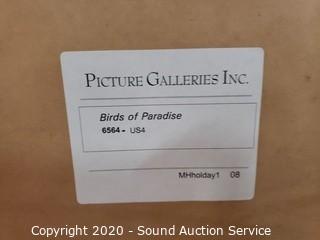 PICTURE GALLERIES INC.
Birds of Paradise
6564 - US4
MHholday1 08
Copyright 2020 - Sound Auction Service